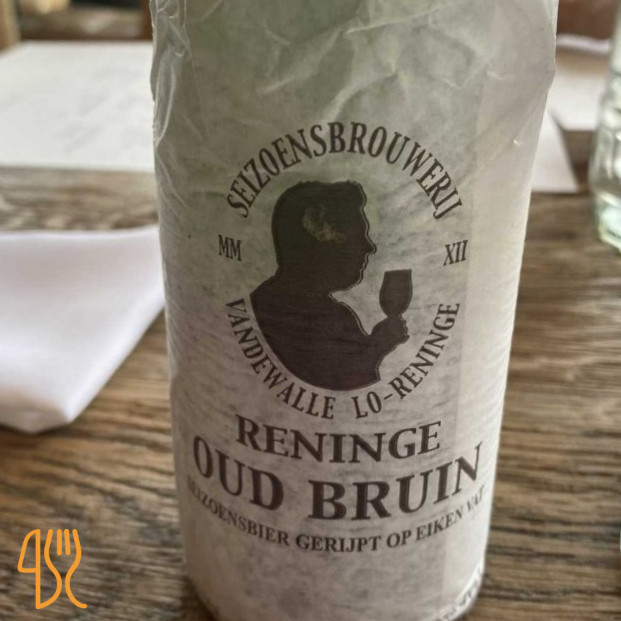 SEIZOENSBROUWERIJ
MM XII
VANDEWALLE LO-RENINGE
RENINGE
OUD BRUIN
SEIZOENSBIER GERIJPT OP EIKEN VAT